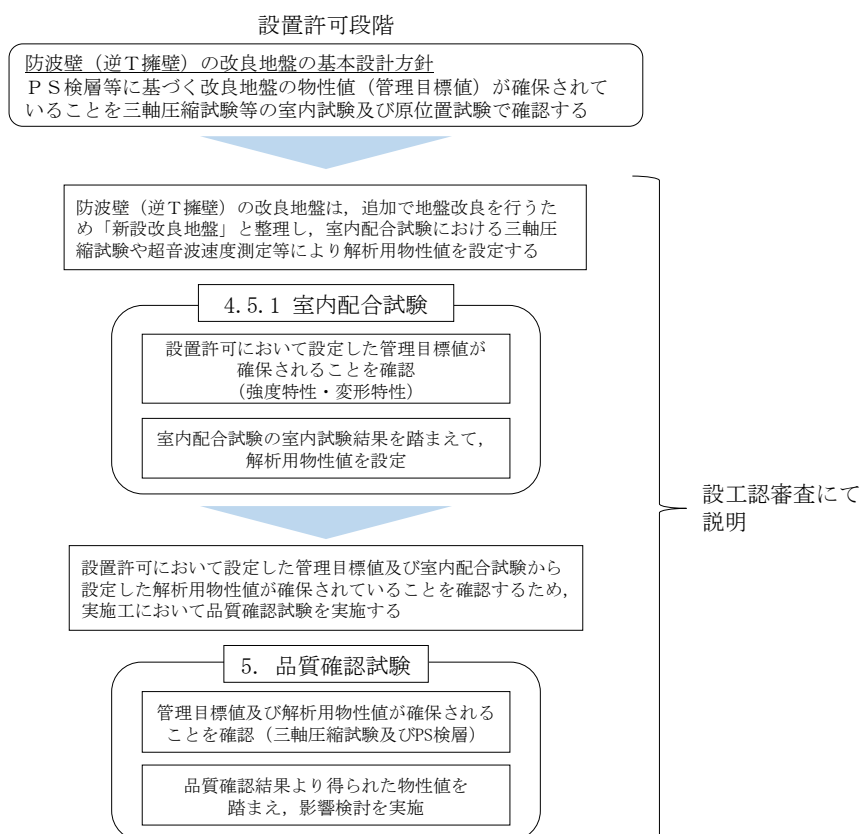 設置許可段階
防波壁（逆Ｔ擁壁）の改良地盤の基本設計方針
ＰＳ検層等に基づく改良地盤の物性値（管理目標値）が確保されて
いることを三軸圧縮試験等の室内試験及び原位置試験で確認する
防波壁（逆Ｔ擁壁）の改良地盤は，追加で地盤改良を行うた
め「新設改良地盤」と整理し，室内配合試験における三軸圧
縮試験や超音波速度測定等により解析用物性値を設定する
4.5.1 室内配合試験
設置許可において設定した管理目標値が
確保されることを確認
（強度特性・変形特性）
室内配合試験の室内試験結果を踏まえて，
解析用物性値を設定
設工認審査にて
説明
設置許可において設定した管理目標値及び室内配合試験から
設定した解析用物性値が確保されていることを確認するため，
実施工において品質確認試験を実施する
5. 品質確認試験
管理目標値及び解析用物性値が確保される
ことを確認（三軸圧縮試験及びPS検層）
品質確認結果より得られた物性値を
踏まえ，影響検討を実施